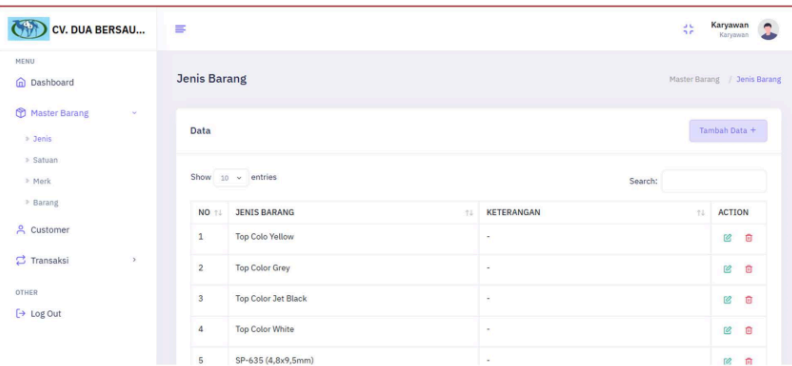 CV. DUA BERSAU...
Karyawan
Karyawan
MENU
Dashboard
Master Barang
Jenis
Satuan
Merk
Barang
Customer
Transaksi
OTHER
Log Out
Jenis Barang
Master Barang / Jenis Barang
Data
Tambah Data +
Show 10 entries
Search:
NO JENIS BARANG KETERANGAN ACTION
1 Top Colo Yellow -
2 Top Color Grey -
3 Top Color Jet Black -
4 Top Color White -
5 SP-635 (4,8x9,5mm) -